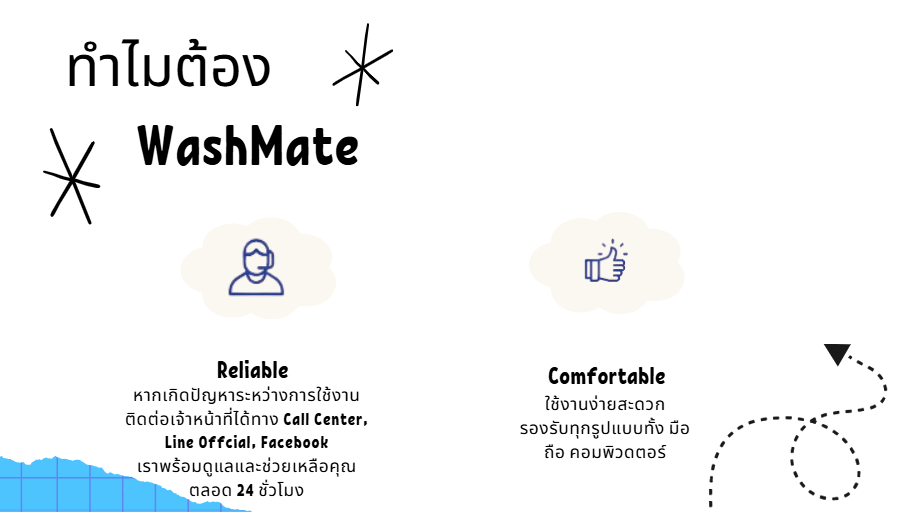 ทำไมต้อง
WashMate
Reliable
หากเกิดปัญหาระหว่างการใช้งาน
ติดต่อเจ้าหน้าที่ได้ทาง Call Center,
Line Offcial, Facebook
เราพร้อมดูแลและช่วยเหลือคุณ
ตลอด 24 ชั่วโมง
Comfortable
ใช้งานง่ายสะดวก
รองรับทุกรูปแบบทั้ง มือ
ถือ คอมพิวดตอร์